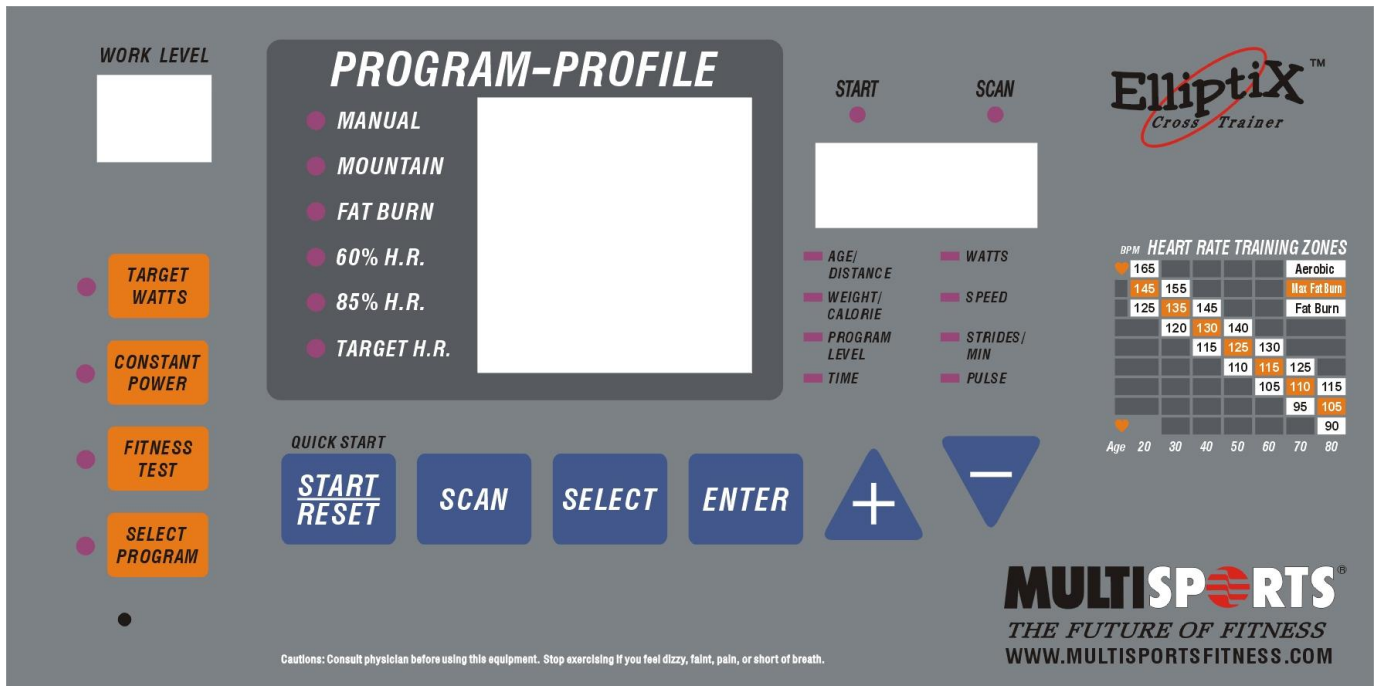 WORK LEVEL
TARGET
WATTS
CONSTANT
POWER
FITNESS
TEST
SELECT
PROGRAM
PROGRAM-PROFILE
MANUAL
MOUNTAIN
FAT BURN
60% H.R.
85% H.R.
TARGET H.R.
START
SCAN
AGE/
DISTANCE
WEIGHT/
CALORIE
PROGRAM
LEVEL
TIME
WATTS
SPEED
STRIDES/
MIN
PULSE
QUICK START
START
RESET
SCAN
SELECT
ENTER
+
−
ElliptiX™
Cross Trainer
BPM HEART RATE TRAINING ZONES
165 Aerobic
145 155 Max Fat Burn
125 135 145 Fat Burn
120 130 140
115 125 130
110 115 125
105 110 115
95 105
90
Age 20 30 40 50 60 70 80
MULTISPORTS®
THE FUTURE OF FITNESS
WWW.MULTISPORTSFITNESS.COM
Cautions: Consult physician before using this equipment. Stop exercising if you feel dizzy, faint, pain, or short of breath.